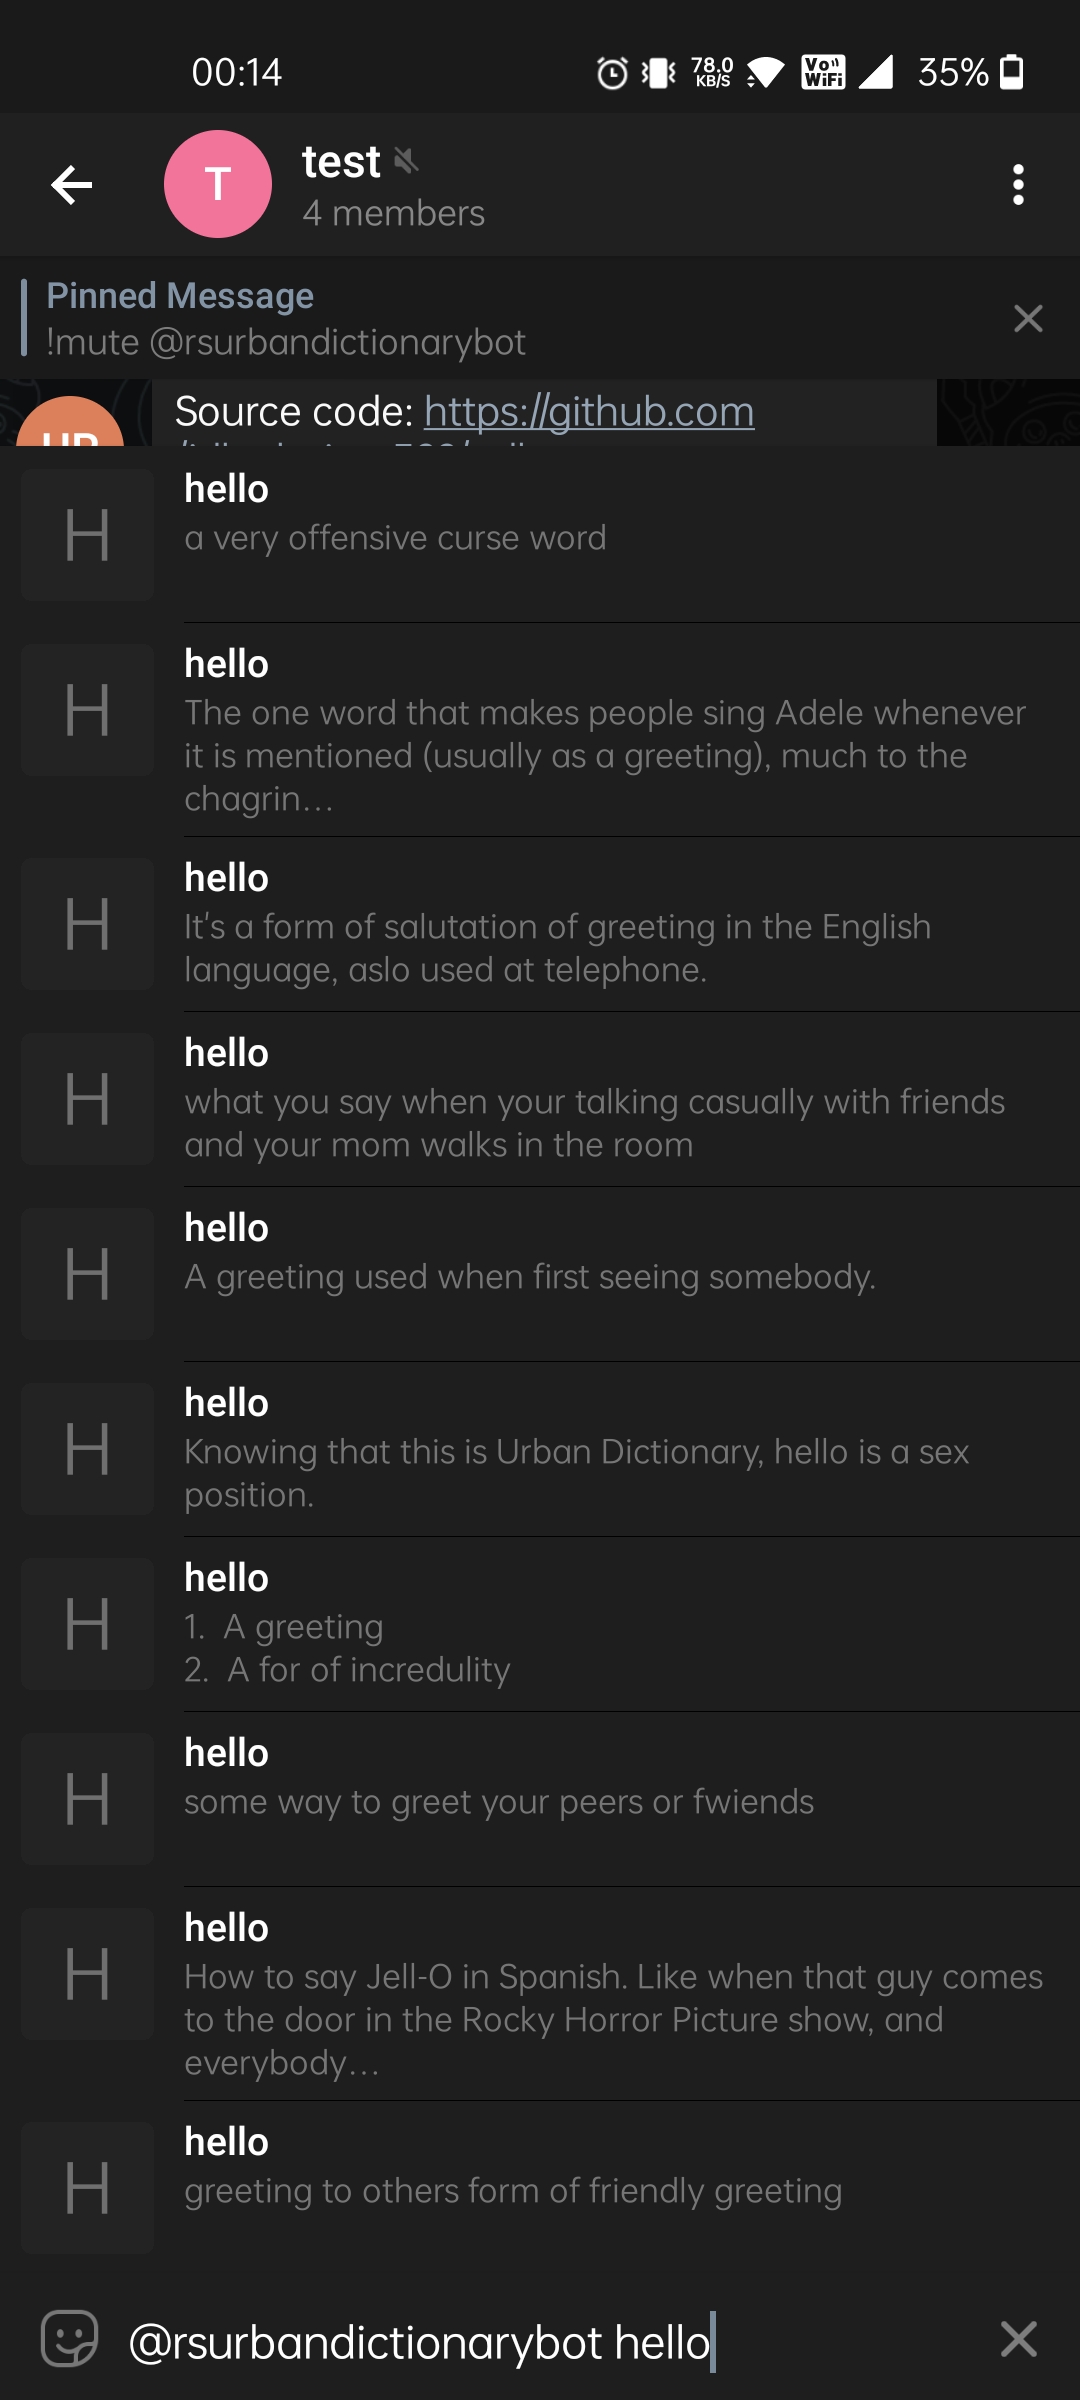 00:14
78.0
KB/S
Vo
WiFi
35%
T
test
4 members
Pinned Message
!mute @rsurbandictionarybot
Source code: https://github.com
H
hello
a very offensive curse word
H
hello
The one word that makes people sing Adele whenever
it is mentioned (usually as a greeting), much to the
chagrin...
H
hello
It's a form of salutation of greeting in the English
language, aslo used at telephone.
H
hello
what you say when your talking casually with friends
and your mom walks in the room
H
hello
A greeting used when first seeing somebody.
H
hello
Knowing that this is Urban Dictionary, hello is a sex
position.
H
hello
1. A greeting
2. A for of incredulity
H
hello
some way to greet your peers or fwiends
H
hello
How to say Jell-O in Spanish. Like when that guy comes
to the door in the Rocky Horror Picture show, and
everybody...
H
hello
greeting to others form of friendly greeting
@rsurbandictionarybot hello